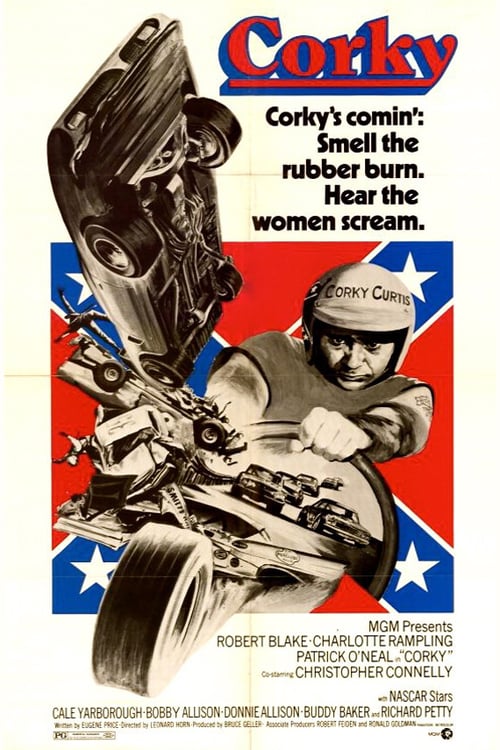 Corky
Corky's comin':
Smell the
rubber burn.
Hear the
women scream.
CORKY CURTIS
MGM Presents
ROBERT BLAKE·CHARLOTTE RAMPLING
PATRICK O'NEAL in "CORKY"
Co-starring CHRISTOPHER CONNELLY
with NASCAR Stars
CALE YARBOROUGH·BOBBY ALLISON·DONNIE ALLISON·BUDDY BAKER and RICHARD PETTY
PG
Written by EUGENE PRICE·Directed by LEONARD HORN·Produced by BRUCE GELLER·Associate Producers ROBERT FEIDEN and RONALD GOLDMAN
MGM